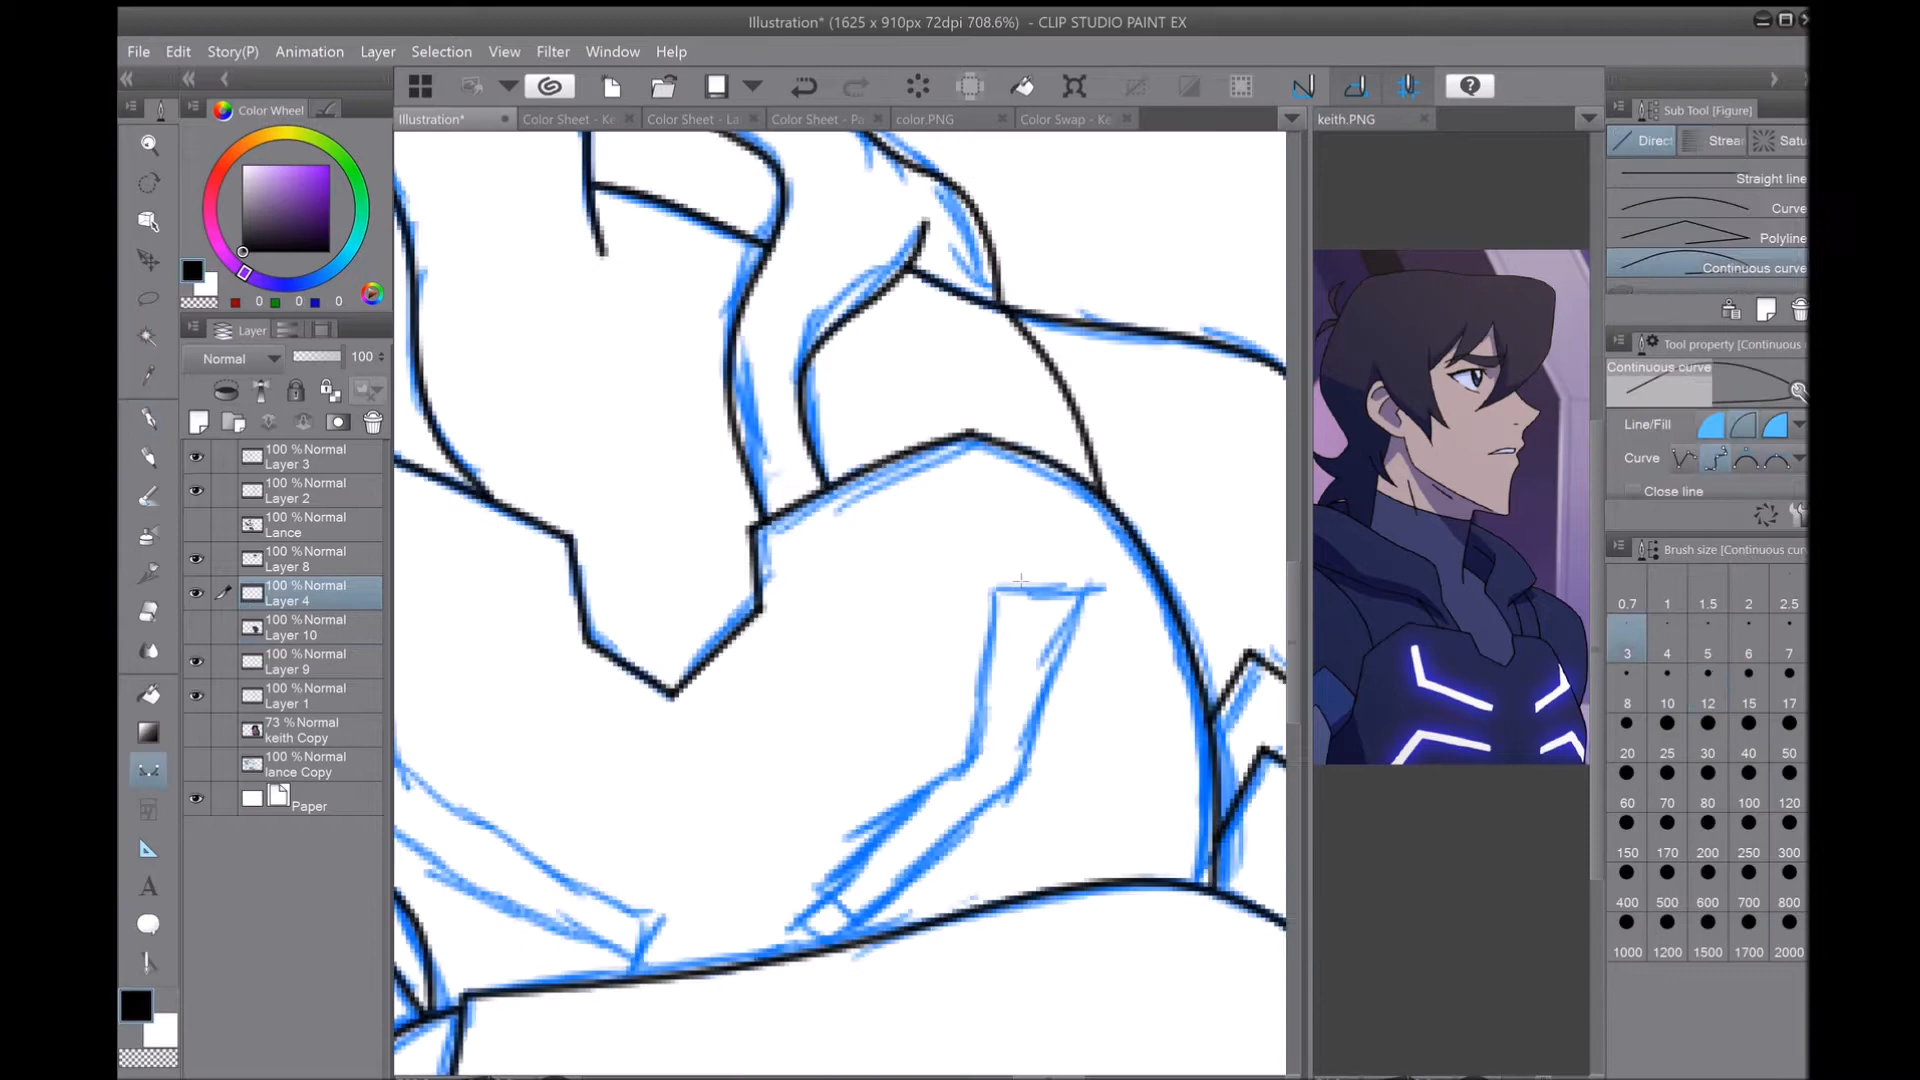 Illustration* (1625 x 910px 72dpi 708.6%) - CLIP STUDIO PAINT EX
File Edit Story(P) Animation Layer Selection View Filter Window Help
Color Wheel
Illustration* Color Sheet - Ke Color Sheet - La Color Sheet - Pa color.PNG Color Swap - Ke
keith.PNG
Sub Tool [Figure]
Direc Strea Satu
Straight line
Curve
Polyline
Continuous curve
0 0 0
Layer
Normal 100
100 %Normal
Layer 3
100 %Normal
Layer 2
100 %Normal
Lance
100 %Normal
Layer 8
100 %Normal
Layer 4
100 %Normal
Layer 10
100 %Normal
Layer 9
100 %Normal
Layer 1
73 %Normal
keith Copy
100 %Normal
lance Copy
Paper
A
Tool property [Continuous
Continuous curve
Line/Fill
Curve
Close line
Brush size [Continuous cur
0.7 1 1.5 2 2.5
3 4 5 6 7
8 10 12 15 17
20 25 30 40 50
60 70 80 100 120
150 170 200 250 300
400 500 600 700 800
1000 1200 1500 1700 2000